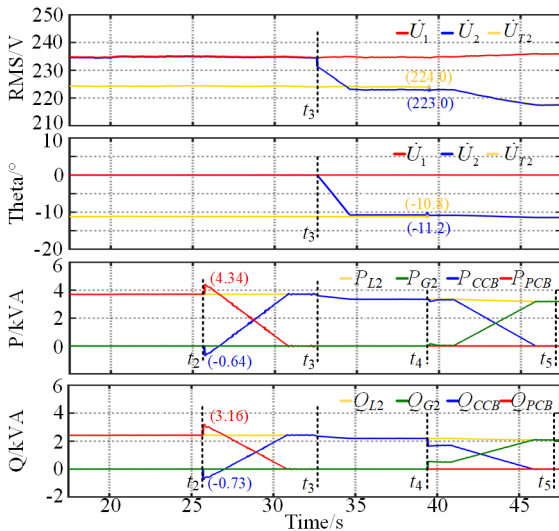 250
240
230
220
210
RMS/V
U̇1 U̇2 U̇T2
(224.0)
(223.0)
t3
20
10
0
-10
-20
Theta/°
U̇1 U̇2 U̇T2
(-10.8)
(-11.2)
t3
6
4
2
0
-2
P/kVA
PL2 PG2 PCCB PPCB
(4.34)
(-0.64)
t2 t3 t4 t5
6
4
2
0
-2
Q/kVA
QL2 QG2 QCCB QPCB
(3.16)
(-0.73)
t2 t3 t4 t5
20 25 30 35 40 45
Time/s